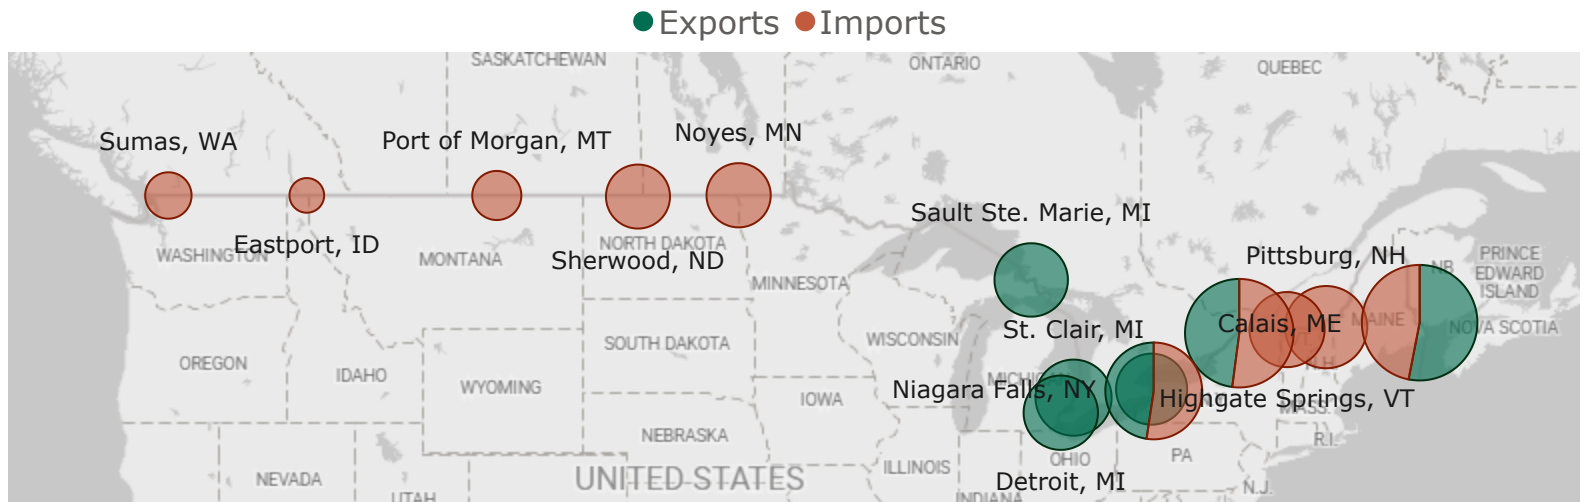 Exports Imports
SASKATCHEWAN
ONTARIO
QUEBEC
Sumas, WA
Port of Morgan, MT
Noyes, MN
Sault Ste. Marie, MI
Eastport, ID
WASHINGTON
MONTANA
NORTH DAKOTA
Sherwood, ND
Pittsburg, NH
NB
PRINCE
EDWARD
ISLAND
MINNESOTA
St. Clair, MI
Calais, ME
MAINE
NOVA SCOTIA
WISCONSIN
SOUTH DAKOTA
OREGON
IDAHO
WYOMING
MICHIGAN
Niagara Falls, NY
IOWA
Highgate Springs, VT
MASS.
N.H.
NEBRASKA
R.I.
PA
OHIO
ILLINOIS
NEVADA
UNITED STATES
Detroit, MI
N.J.
UTAH
INDIANA